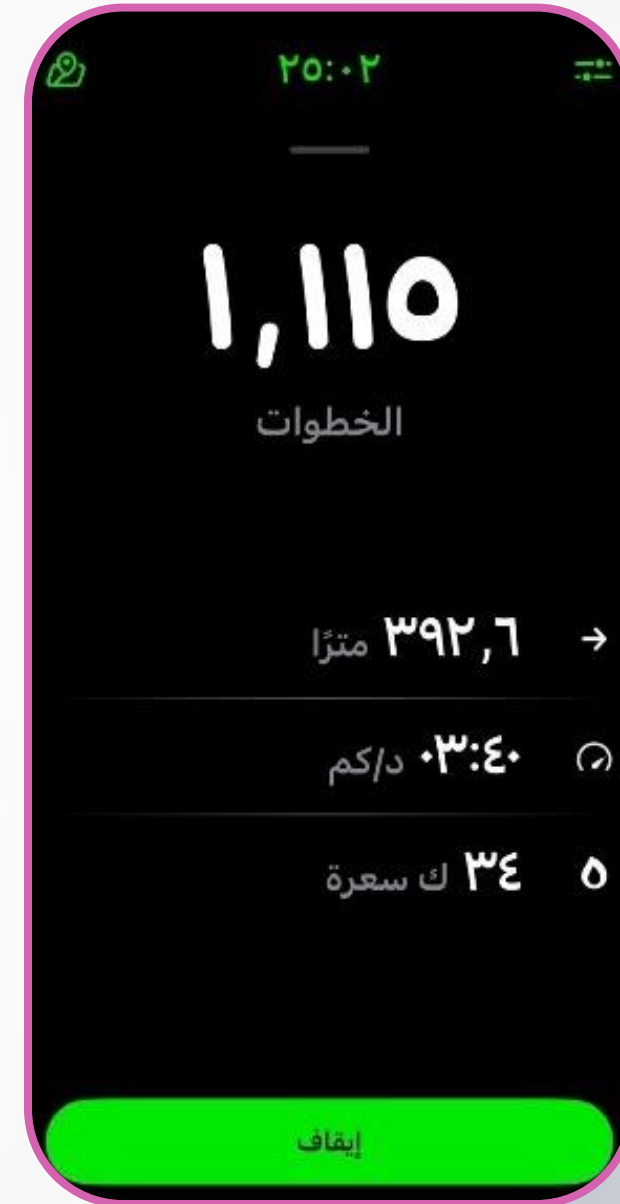 ٢٥:٠٢
١,١١٥
الخطوات
٣٩٢,٦ مترًا
٠٣:٤٠ د/كم
٣٤ ك سعرة
إيقاف